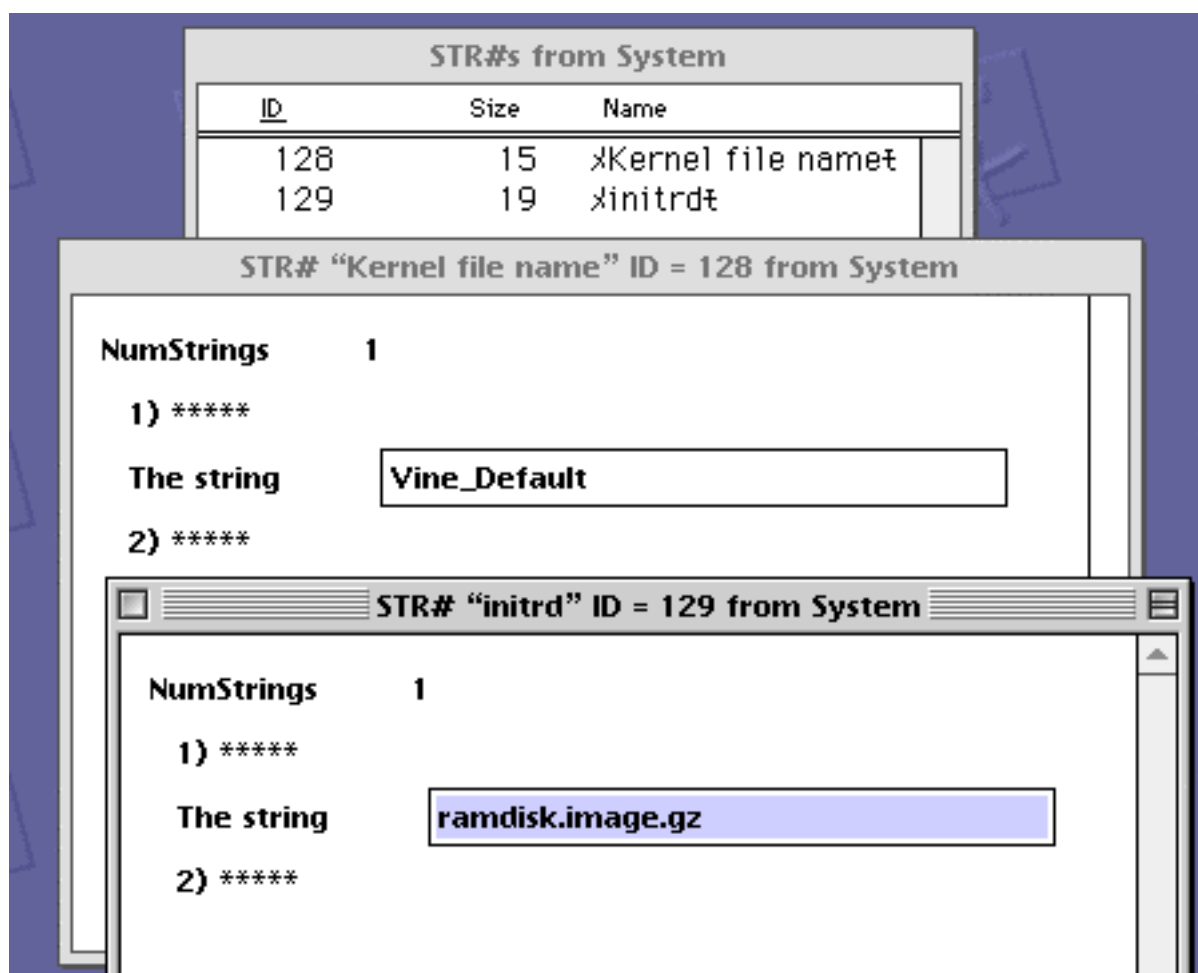 STR#s from System
ID Size Name
128 15 "Kernel file name"
129 19 "initrd"
STR# “Kernel file name” ID = 128 from System
NumStrings 1
1) *****
The string Vine_Default
2) *****
STR# “initrd” ID = 129 from System
NumStrings 1
1) *****
The string ramdisk.image.gz
2) *****